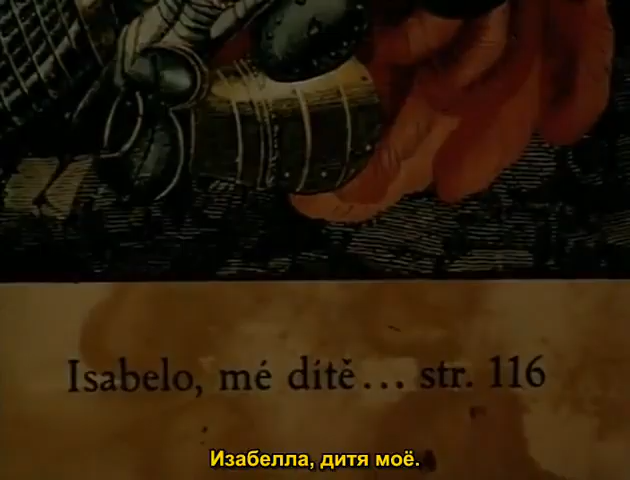 Isabelo, mé dítě... str. 116
Изабелла, дитя моё.